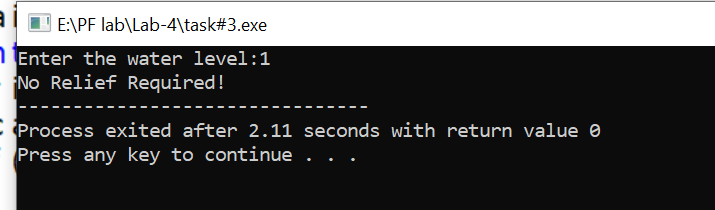 E:\PF lab\Lab-4\task#3.exe
Enter the water level:1
No Relief Required!
--------------------------------
Process exited after 2.11 seconds with return value 0
Press any key to continue . . .